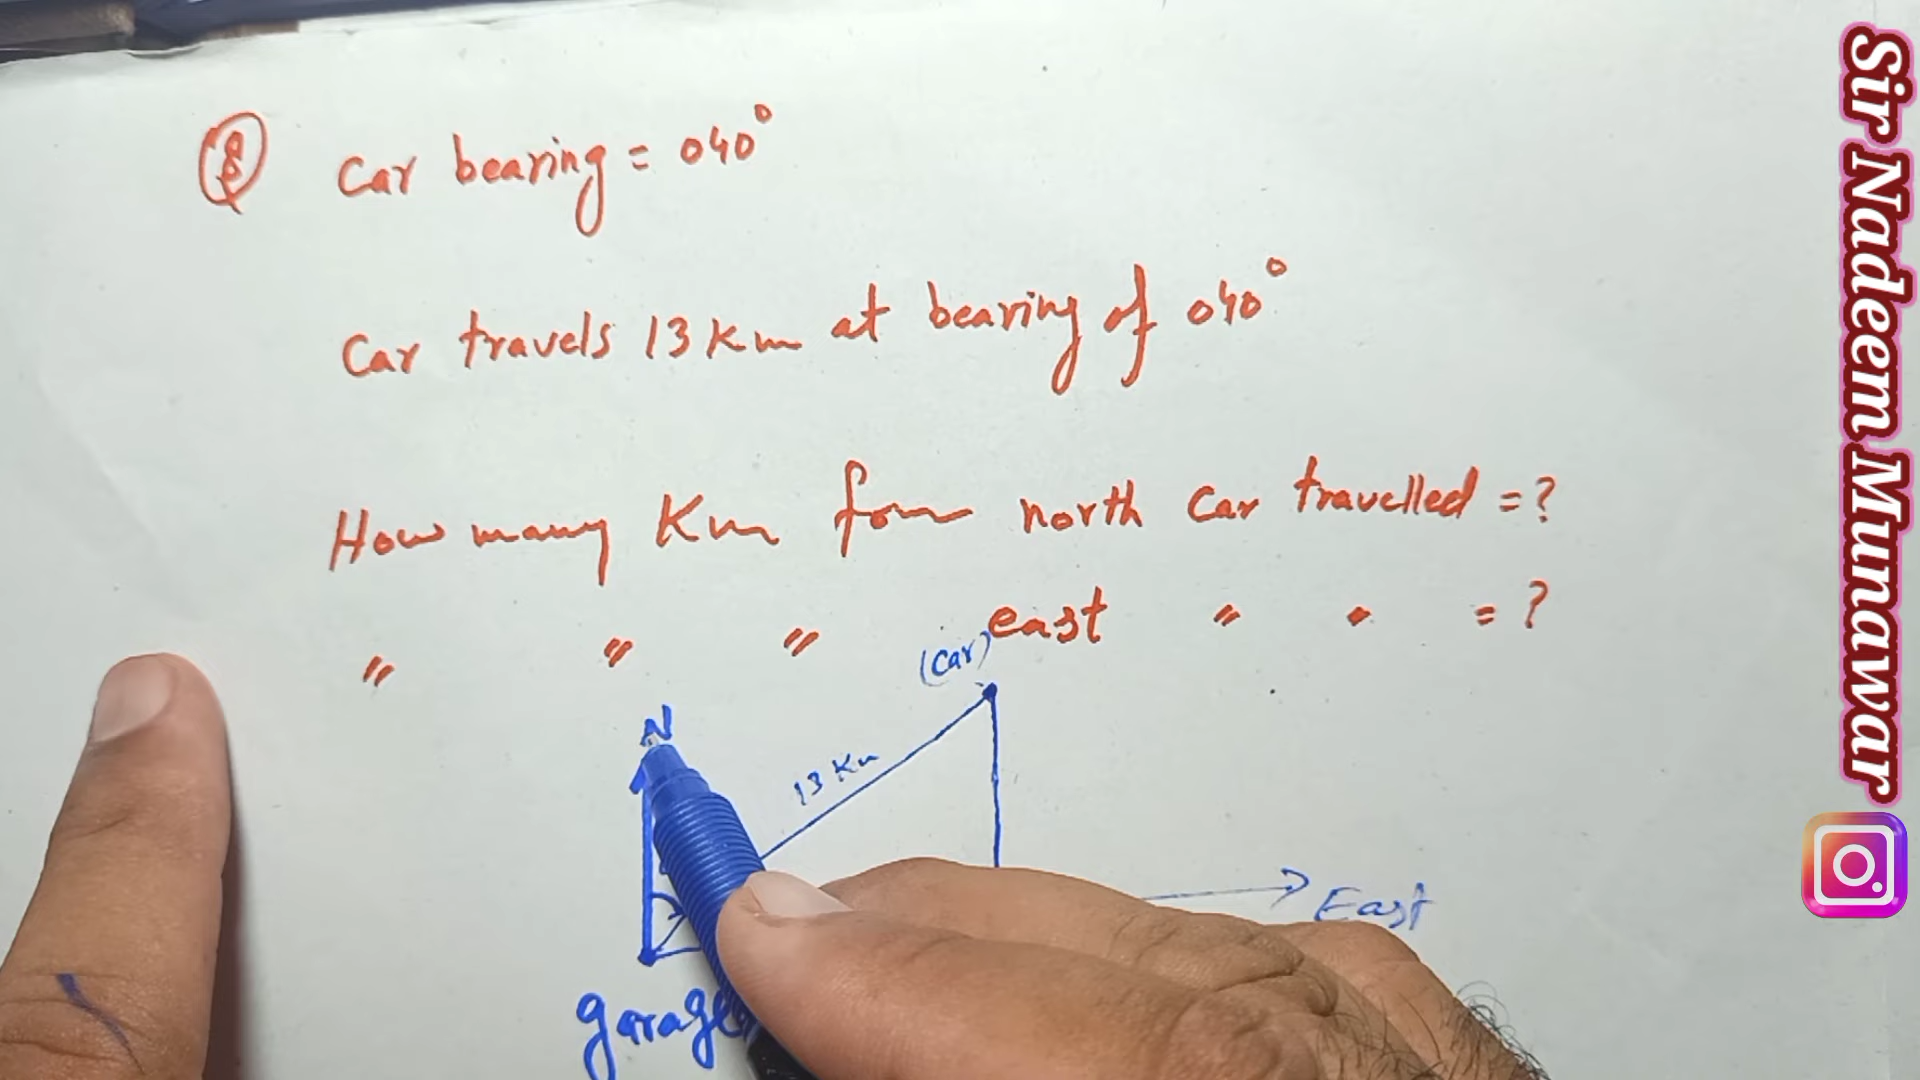 Q8 Car bearing = 040°
Car travels 13 Km at bearing of 040°
How many Km from north car travelled = ?
" " " east " " = ?
(car)
N
13 Km
East
garage
Sir Nadeem Munawar